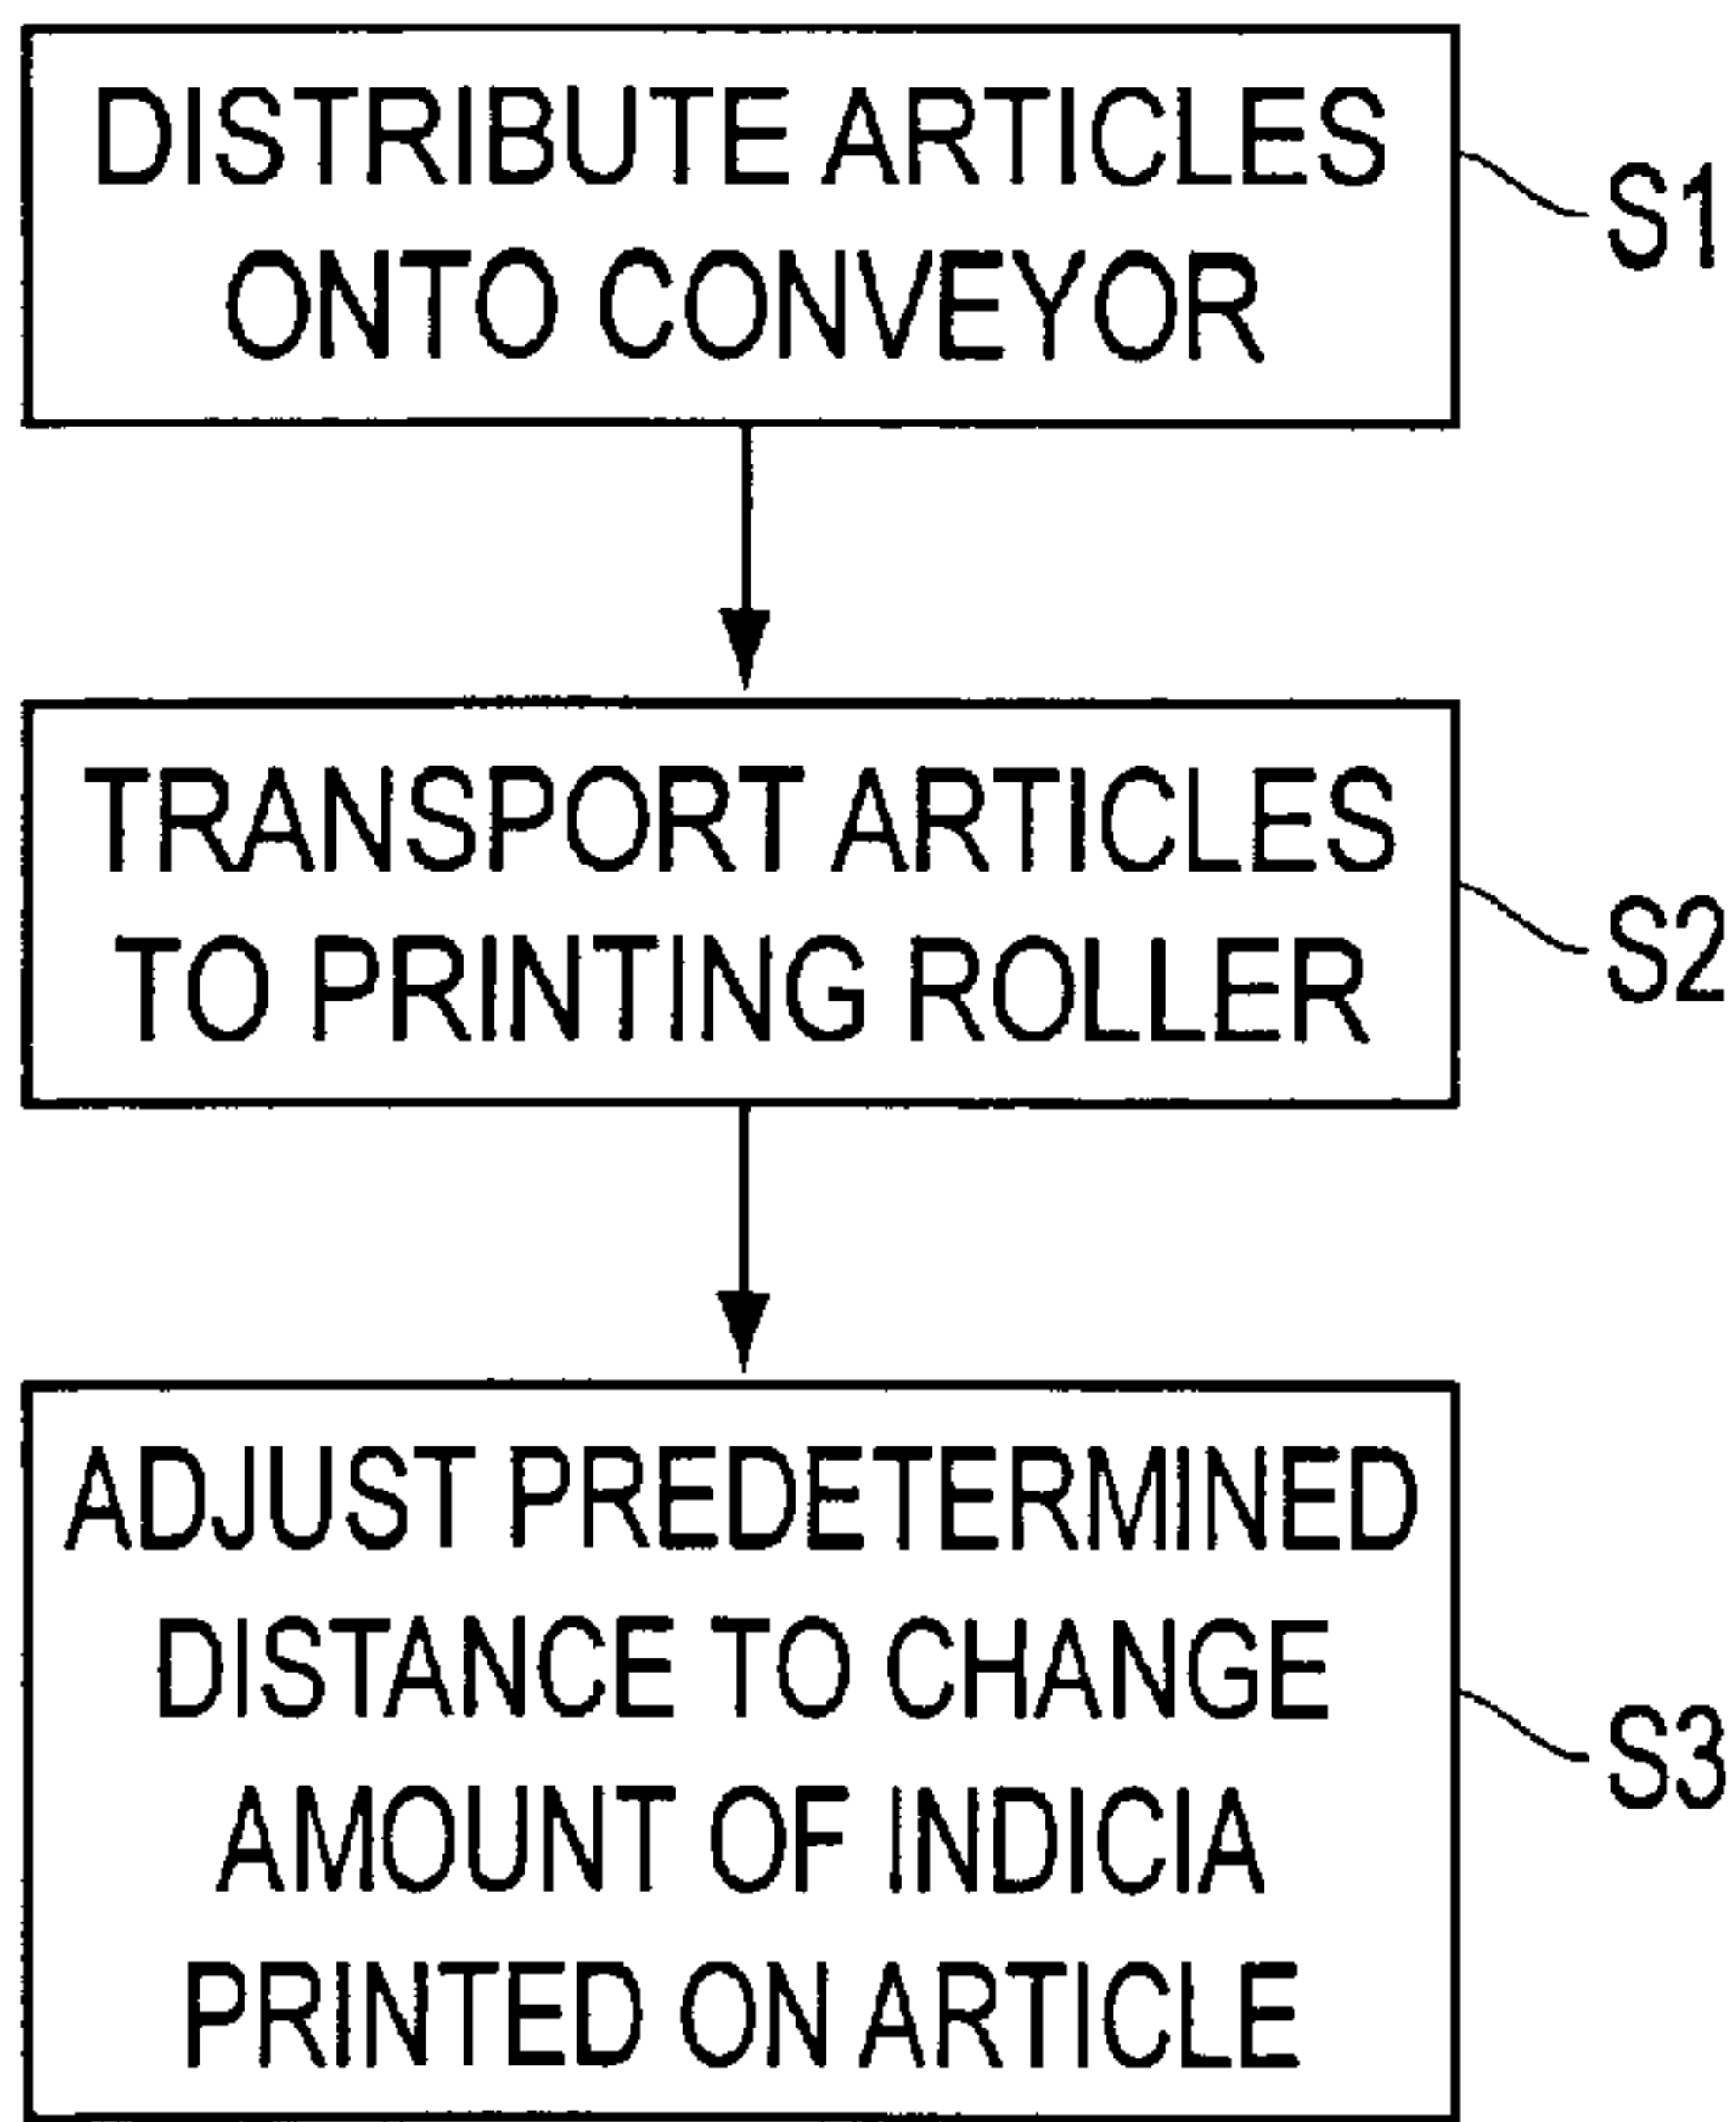 DISTRIBUTE ARTICLES
ONTO CONVEYOR
S1
TRANSPORT ARTICLES
TO PRINTING ROLLER
S2
ADJUST PREDETERMINED
DISTANCE TO CHANGE
AMOUNT OF INDICIA
PRINTED ON ARTICLE
S3